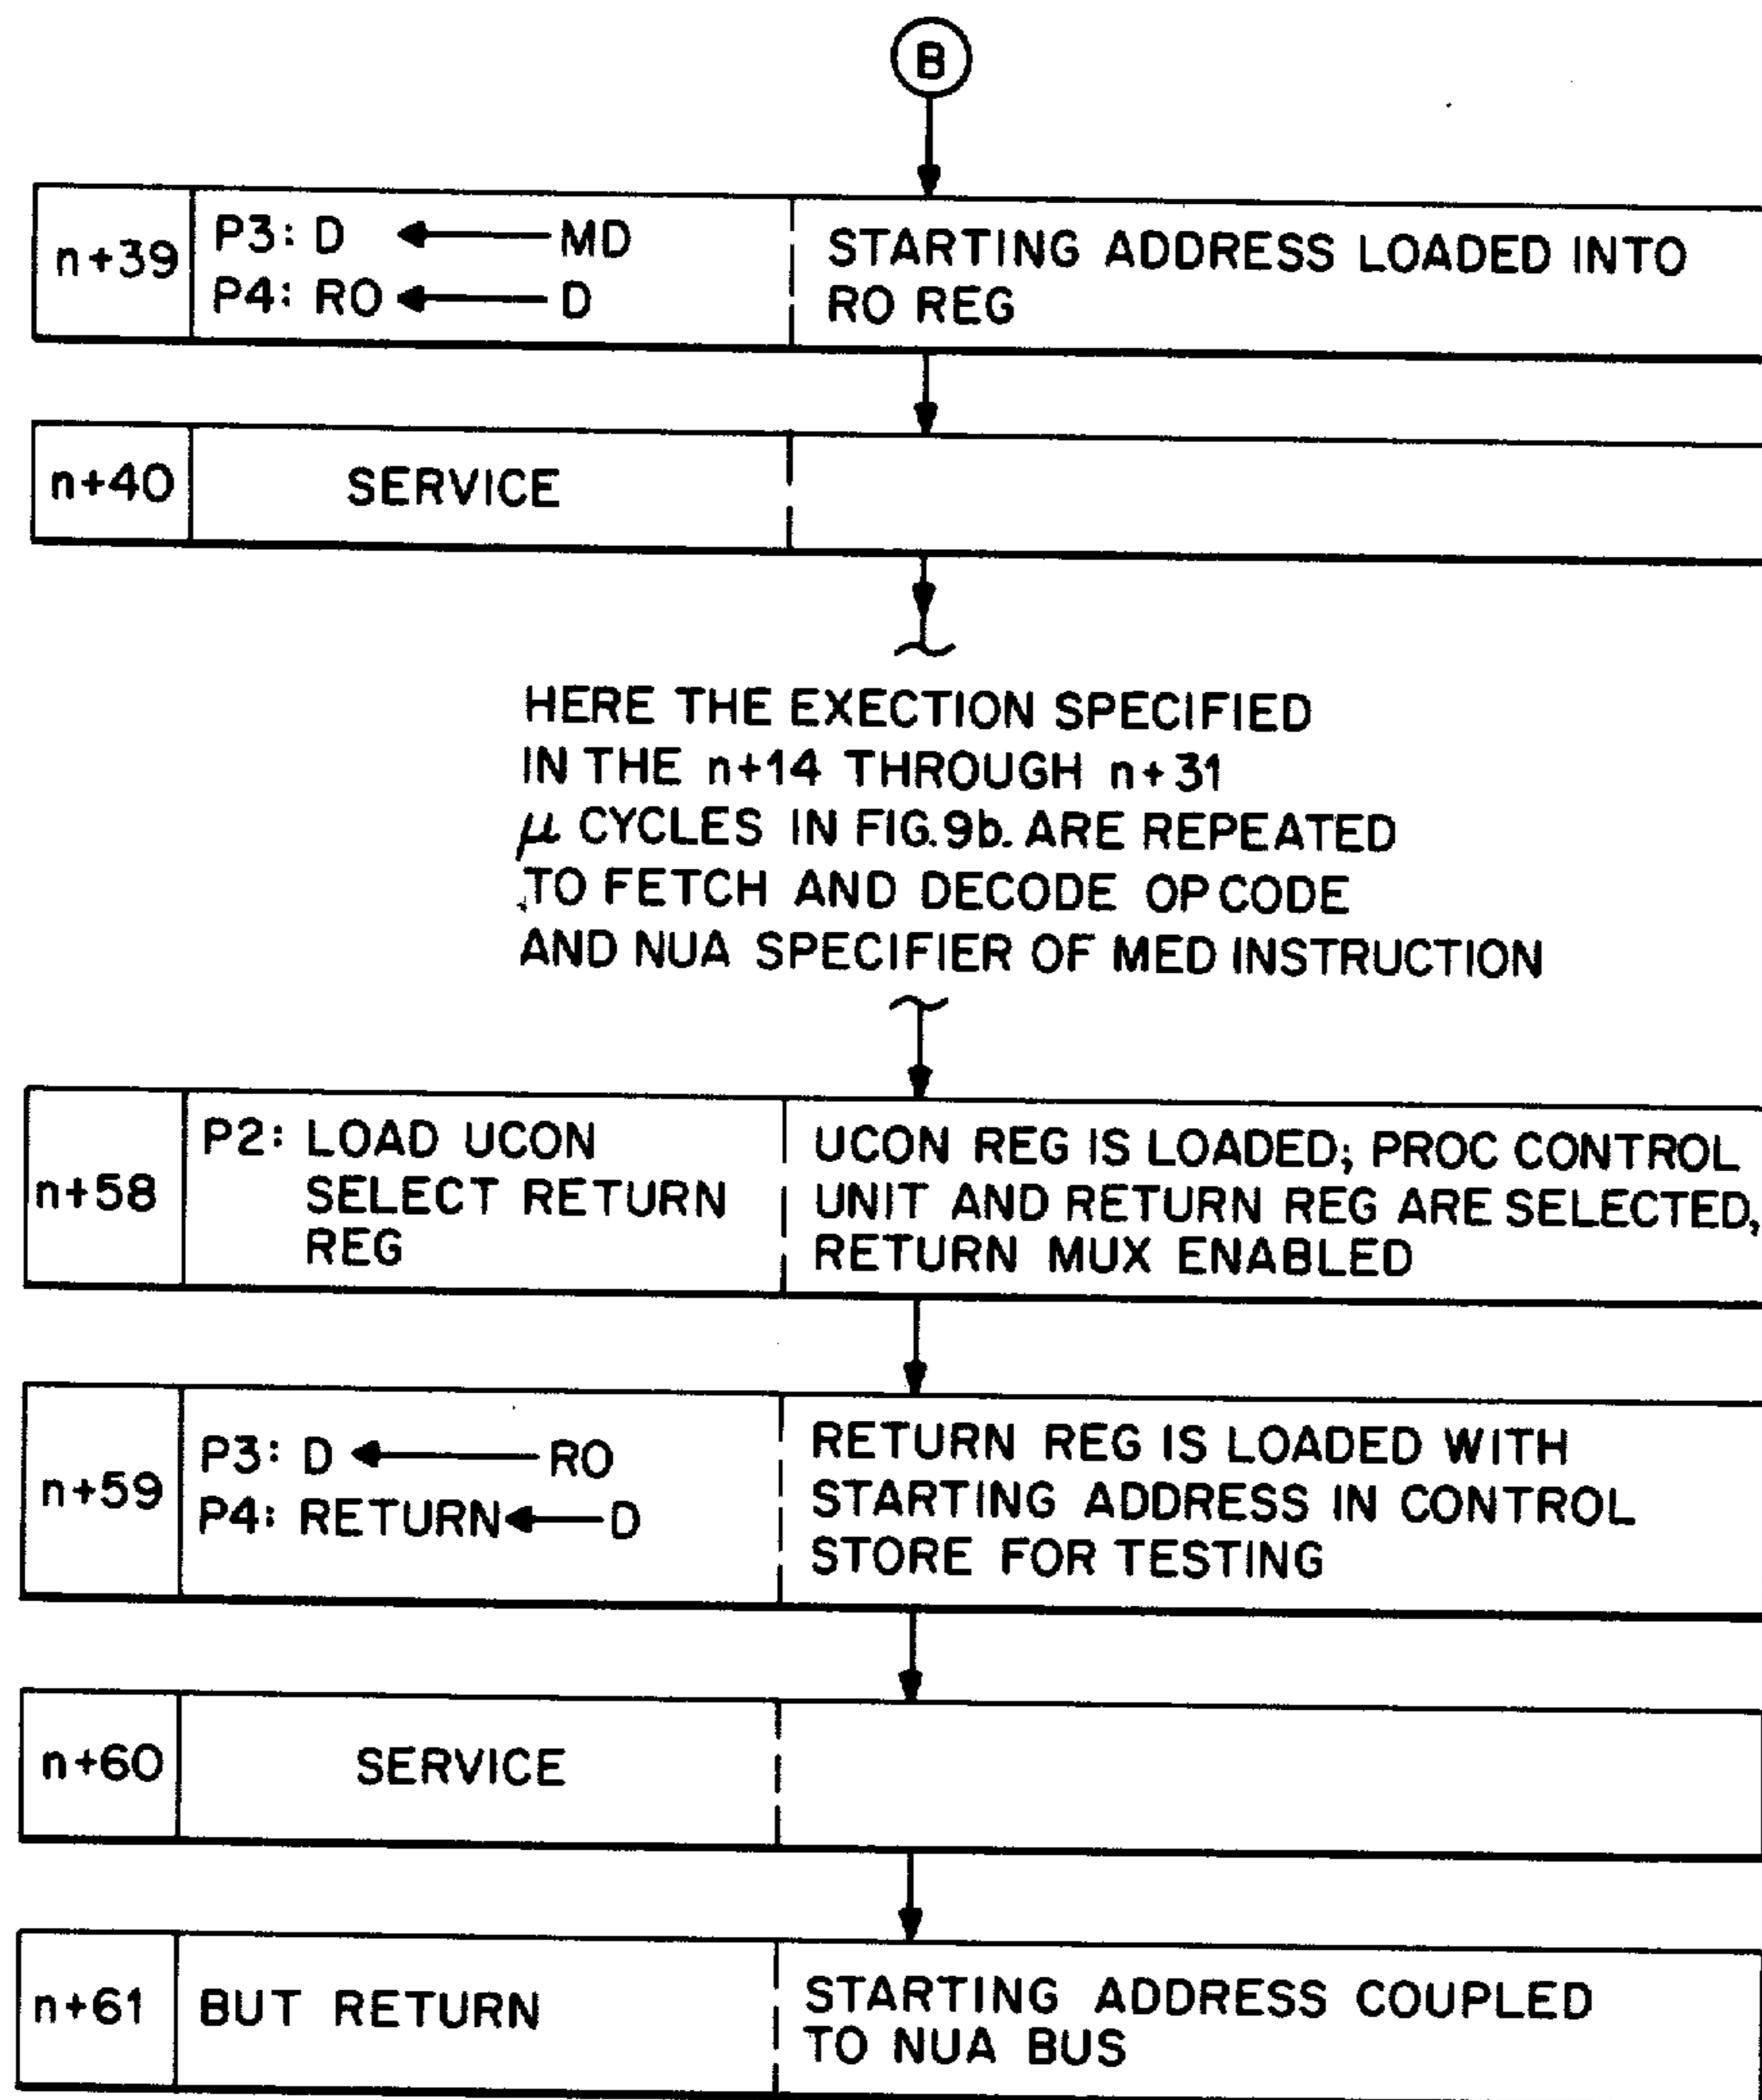 B
n+39
P3: D ← MD
P4: RO ← D
STARTING ADDRESS LOADED INTO
RO REG
n+40
SERVICE
HERE THE EXECTION SPECIFIED
IN THE n+14 THROUGH n+31
μ CYCLES IN FIG.9b. ARE REPEATED
TO FETCH AND DECODE OP CODE
AND NUA SPECIFIER OF MED INSTRUCTION
n+58
P2: LOAD UCON
SELECT RETURN
REG
UCON REG IS LOADED; PROC CONTROL
UNIT AND RETURN REG ARE SELECTED,
RETURN MUX ENABLED
n+59
P3: D ← RO
P4: RETURN ← D
RETURN REG IS LOADED WITH
STARTING ADDRESS IN CONTROL
STORE FOR TESTING
n+60
SERVICE
n+61
BUT RETURN
STARTING ADDRESS COUPLED
TO NUA BUS